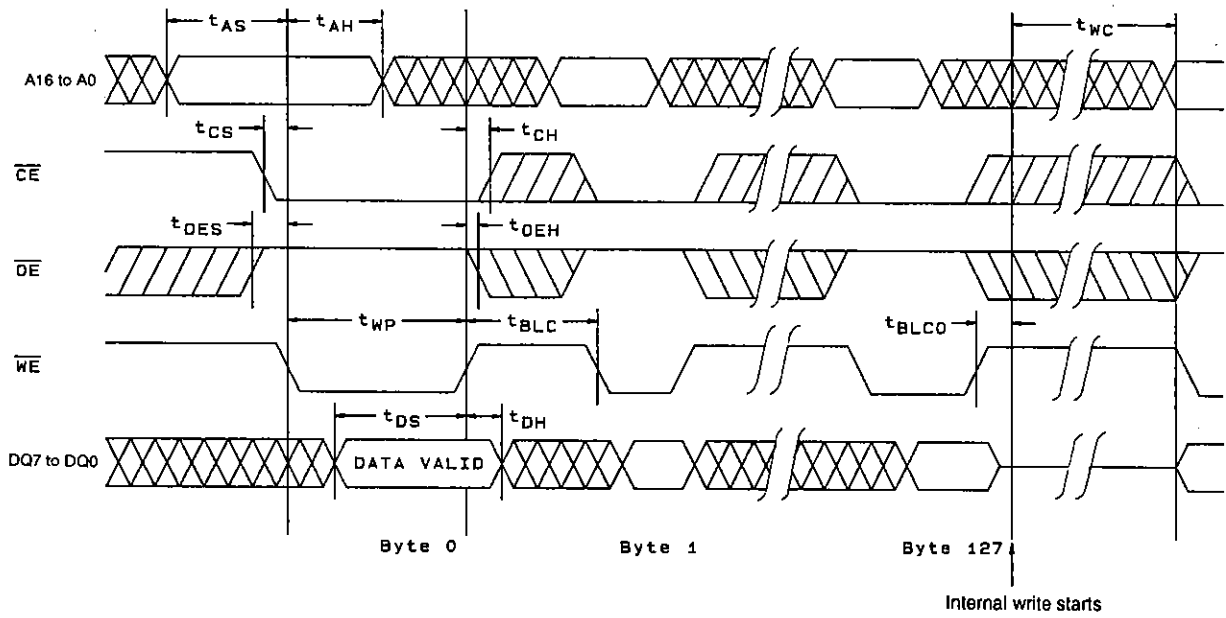 tAS
tAH
tWC
A16 to A0
tCS
tCH
CE
tOES
tOEH
OE
tWP
tBLC
tBLCO
WE
tDS
tDH
DQ7 to DQ0
DATA VALID
Byte 0
Byte 1
Byte 127
Internal write starts